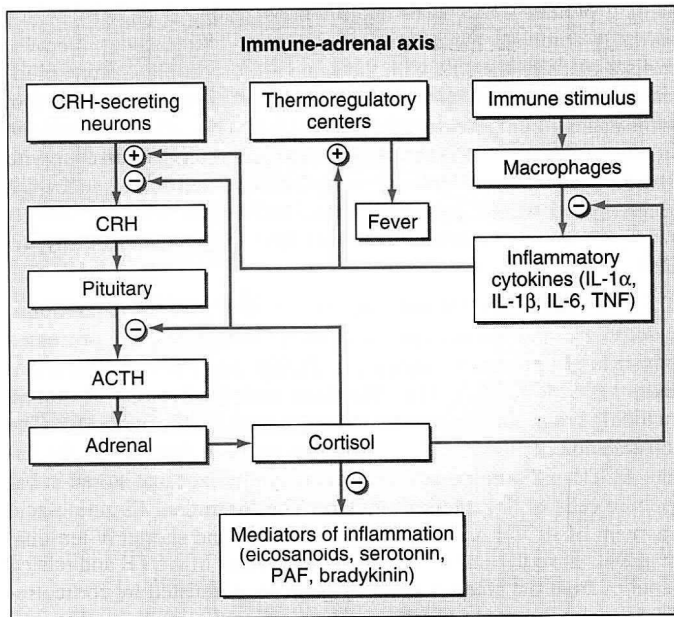 Immune-adrenal axis
CRH-secreting
neurons
Thermoregulatory
centers
Immune stimulus
+
+
Macrophages
−
−
CRH
Fever
Inflammatory
cytokines (IL-1α,
IL-1β, IL-6, TNF)
Pituitary
−
ACTH
Adrenal
Cortisol
−
Mediators of inflammation
(eicosanoids, serotonin,
PAF, bradykinin)